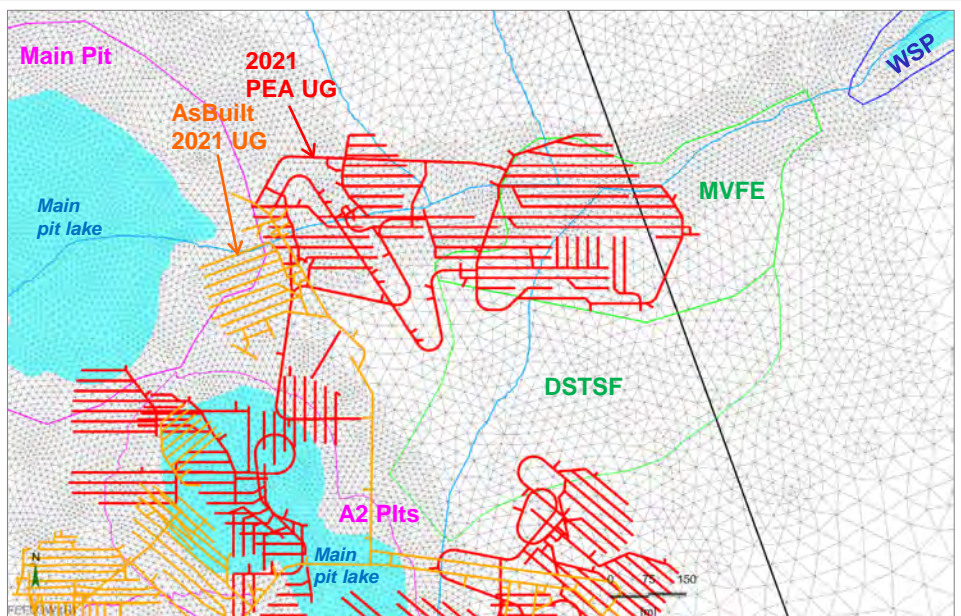 Main Pit
2021
PEA UG
AsBuilt
2021 UG
WSP
MVFE
Main
pit lake
DSTSF
A2 PIts
Main
pit lake
N
0 75 150
[m]